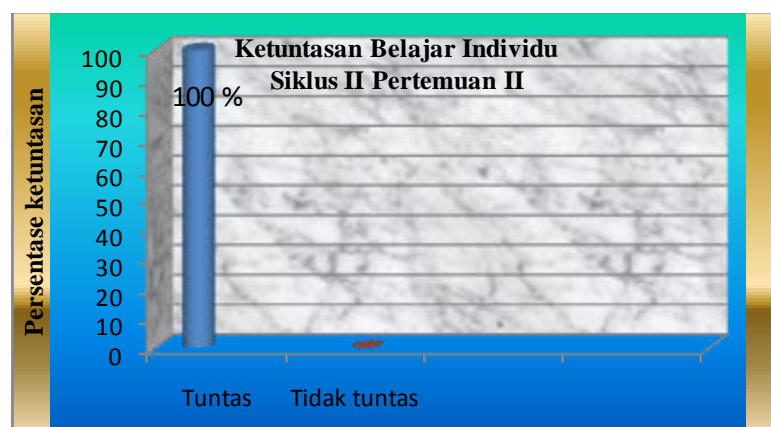 Ketuntasan Belajar Individu
Siklus II Pertemuan II
Persentase ketuntasan
100
90
80
70
60
50
40
30
20
10
0
100 %
Tuntas
Tidak tuntas